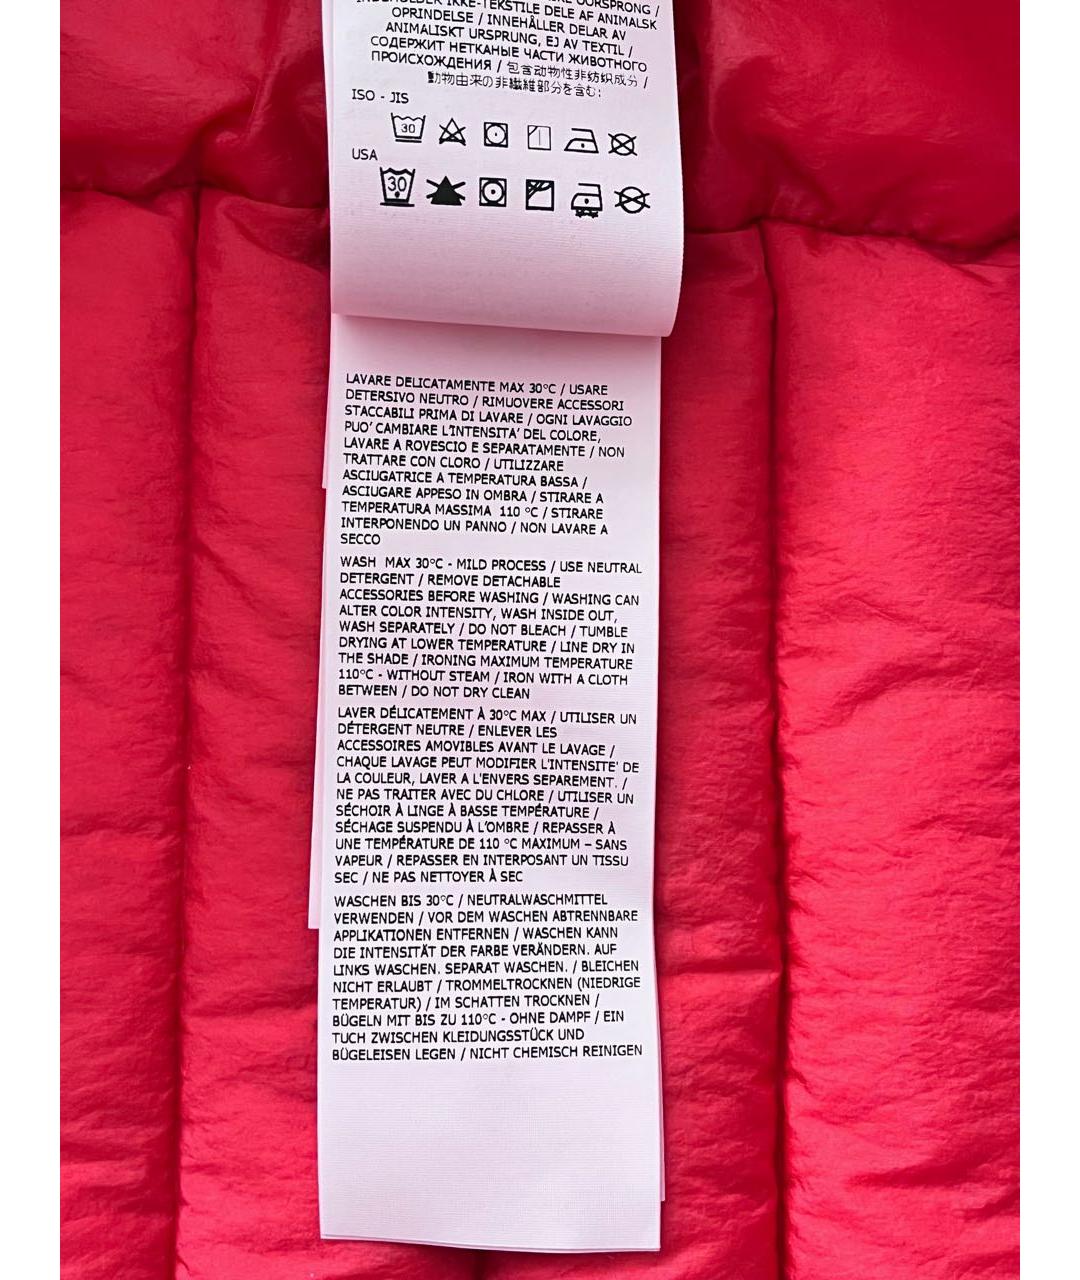 OORSPRONG /
INDEHOLDER IKKE-TEKSTILE DELE AF ANIMALSK
OPRINDELSE / INNEHÅLLER DELAR AV
ANIMALISKT URSPRUNG, EJ AV TEXTIL /
СОДЕРЖИТ НЕТКАНЫЕ ЧАСТИ ЖИВОТНОГО
ПРОИСХОЖДЕНИЯ / 包含动物性非纺织成分 /
動物由来の非繊維部分を含む:
ISO - JIS
30
USA
30
LAVARE DELICATAMENTE MAX 30°C / USARE
DETERSIVO NEUTRO / RIMUOVERE ACCESSORI
STACCABILI PRIMA DI LAVARE / OGNI LAVAGGIO
PUO' CAMBIARE L'INTENSITA' DEL COLORE,
LAVARE A ROVESCIO E SEPARATAMENTE / NON
TRATTARE CON CLORO / UTILIZZARE
ASCIUGATRICE A TEMPERATURA BASSA /
ASCIUGARE APPESO IN OMBRA / STIRARE A
TEMPERATURA MASSIMA 110 °C / STIRARE
INTERPONENDO UN PANNO / NON LAVARE A
SECCO
WASH MAX 30°C - MILD PROCESS / USE NEUTRAL
DETERGENT / REMOVE DETACHABLE
ACCESSORIES BEFORE WASHING / WASHING CAN
ALTER COLOR INTENSITY, WASH INSIDE OUT,
WASH SEPARATELY / DO NOT BLEACH / TUMBLE
DRYING AT LOWER TEMPERATURE / LINE DRY IN
THE SHADE / IRONING MAXIMUM TEMPERATURE
110°C - WITHOUT STEAM / IRON WITH A CLOTH
BETWEEN / DO NOT DRY CLEAN
LAVER DÉLICATEMENT À 30°C MAX / UTILISER UN
DÉTERGENT NEUTRE / ENLEVER LES
ACCESSOIRES AMOVIBLES AVANT LE LAVAGE /
CHAQUE LAVAGE PEUT MODIFIER L'INTENSITE' DE
LA COULEUR, LAVER A L'ENVERS SEPAREMENT. /
NE PAS TRAITER AVEC DU CHLORE / UTILISER UN
SÉCHOIR À LINGE À BASSE TEMPÉRATURE /
SÉCHAGE SUSPENDU À L'OMBRE / REPASSER À
UNE TEMPÉRATURE DE 110 °C MAXIMUM – SANS
VAPEUR / REPASSER EN INTERPOSANT UN TISSU
SEC / NE PAS NETTOYER À SEC
WASCHEN BIS 30°C / NEUTRALWASCHMITTEL
VERWENDEN / VOR DEM WASCHEN ABTRENNBARE
APPLIKATIONEN ENTFERNEN / WASCHEN KANN
DIE INTENSITÄT DER FARBE VERÄNDERN. AUF
LINKS WASCHEN. SEPARAT WASCHEN. / BLEICHEN
NICHT ERLAUBT / TROMMELTROCKNEN (NIEDRIGE
TEMPERATUR) / IM SCHATTEN TROCKNEN /
BÜGELN MIT BIS ZU 110°C - OHNE DAMPF / EIN
TUCH ZWISCHEN KLEIDUNGSSTÜCK UND
BÜGELEISEN LEGEN / NICHT CHEMISCH REINIGEN